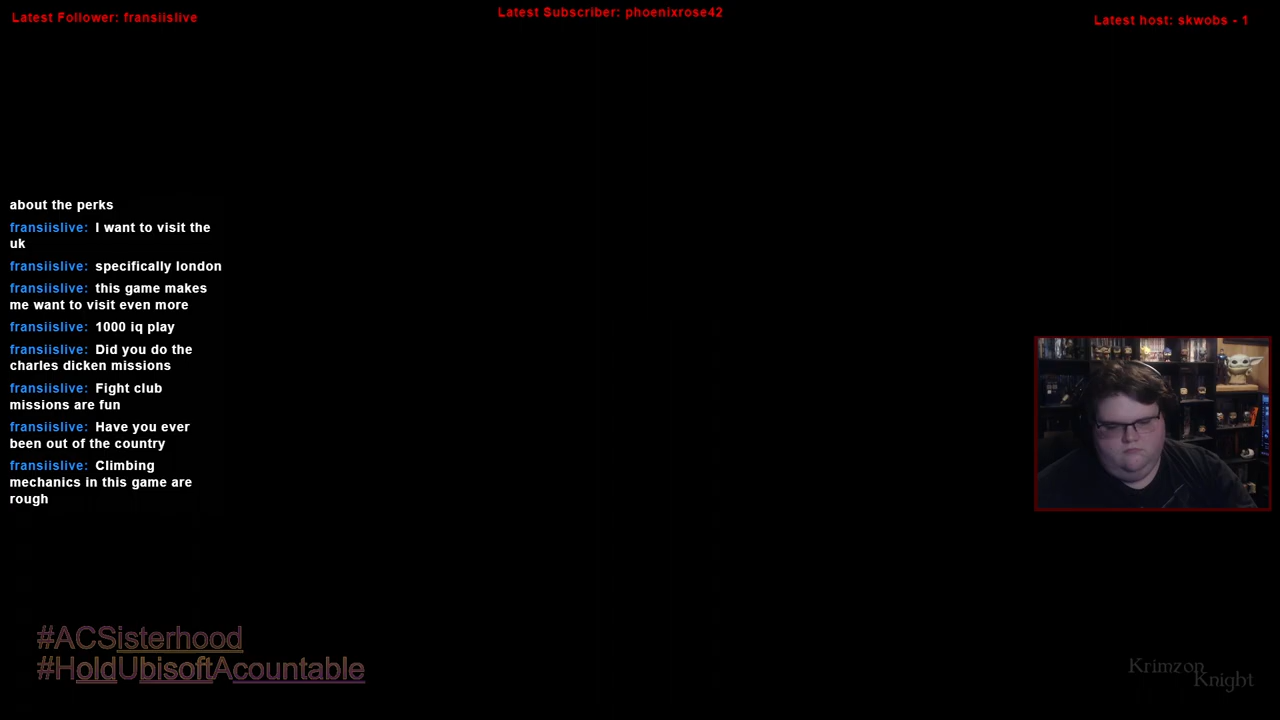 Latest Follower: fransiislive
Latest Subscriber: phoenixrose42
Latest host: skwobs - 1
about the perks
fransiislive: I want to visit the
uk
fransiislive: specifically london
fransiislive: this game makes
me want to visit even more
fransiislive: 1000 iq play
fransiislive: Did you do the
charles dicken missions
fransiislive: Fight club
missions are fun
fransiislive: Have you ever
been out of the country
fransiislive: Climbing
mechanics in this game are
rough
#ACSisterhood
#HoldUbisoftAcountable
Krimzon
Knight